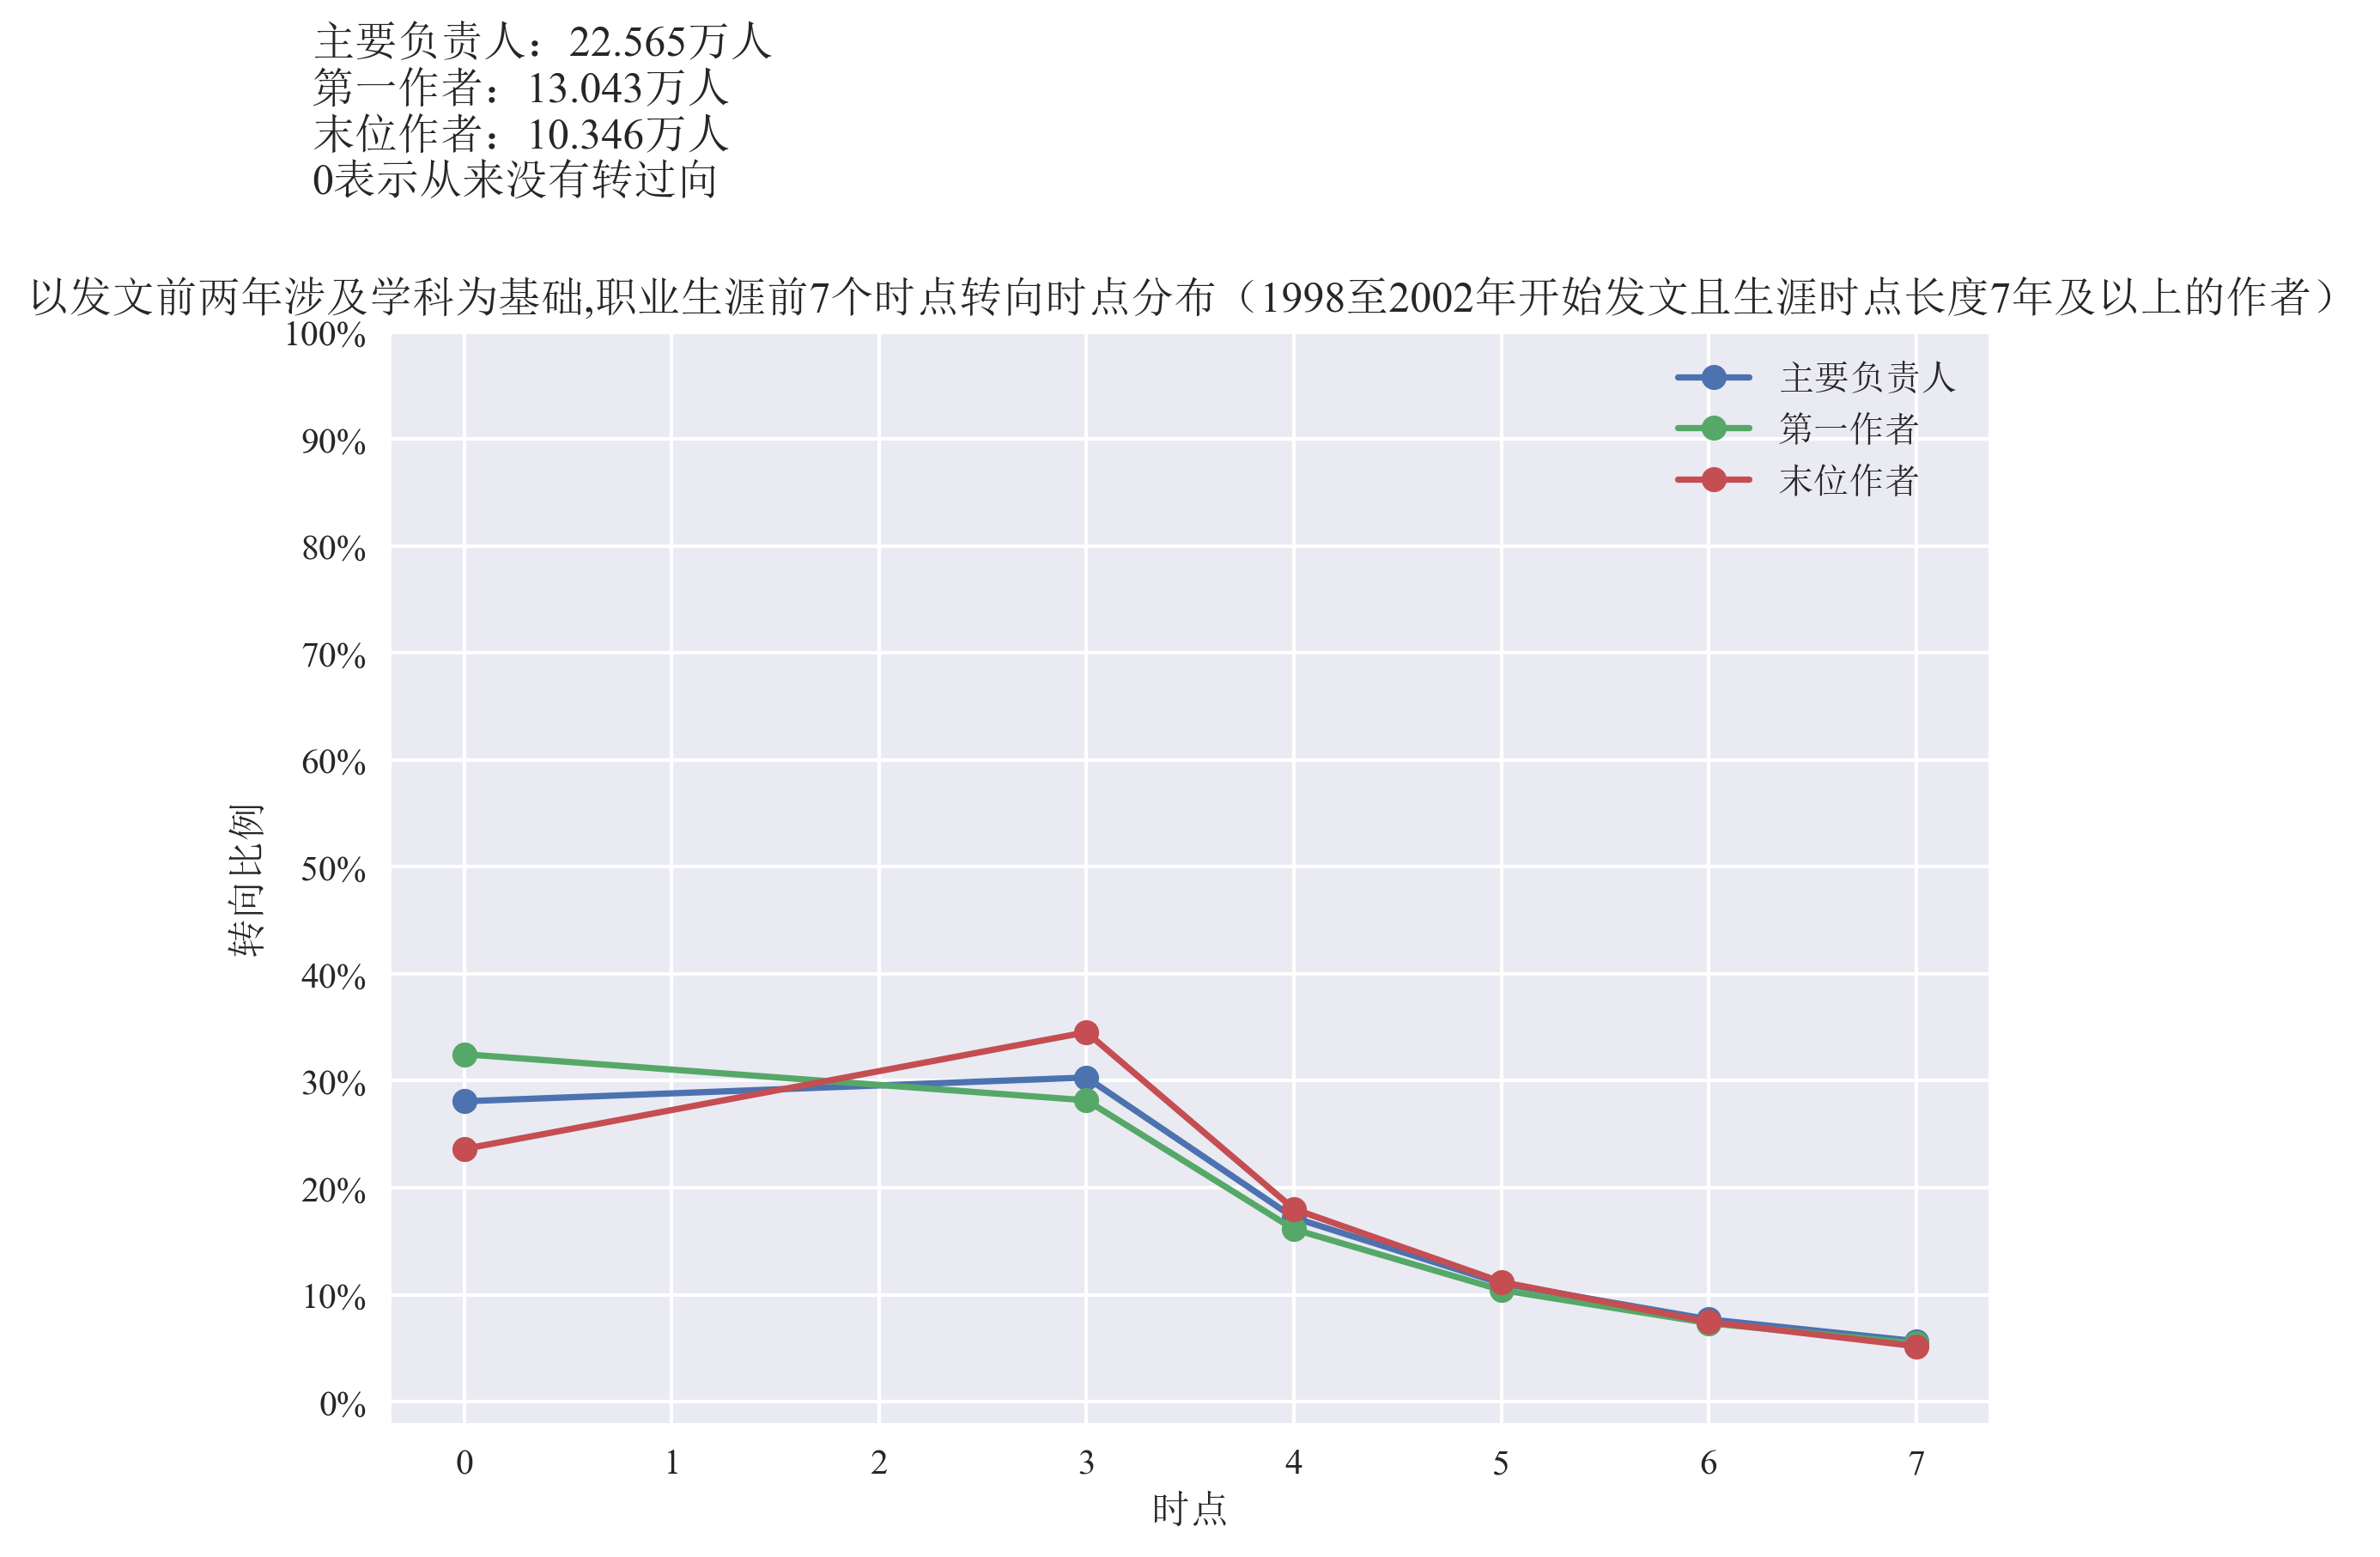 主要负责人：22.565万人
第一作者：13.043万人
末位作者：10.346万人
0表示从来没有转过向
以发文前两年涉及学科为基础,职业生涯前7个时点转向时点分布（1998至2002年开始发文且生涯时点长度7年及以上的作者）
100%
90%
80%
70%
60%
50%
40%
30%
20%
10%
0%
转向比例
主要负责人
第一作者
末位作者
0 1 2 3 4 5 6 7
时点